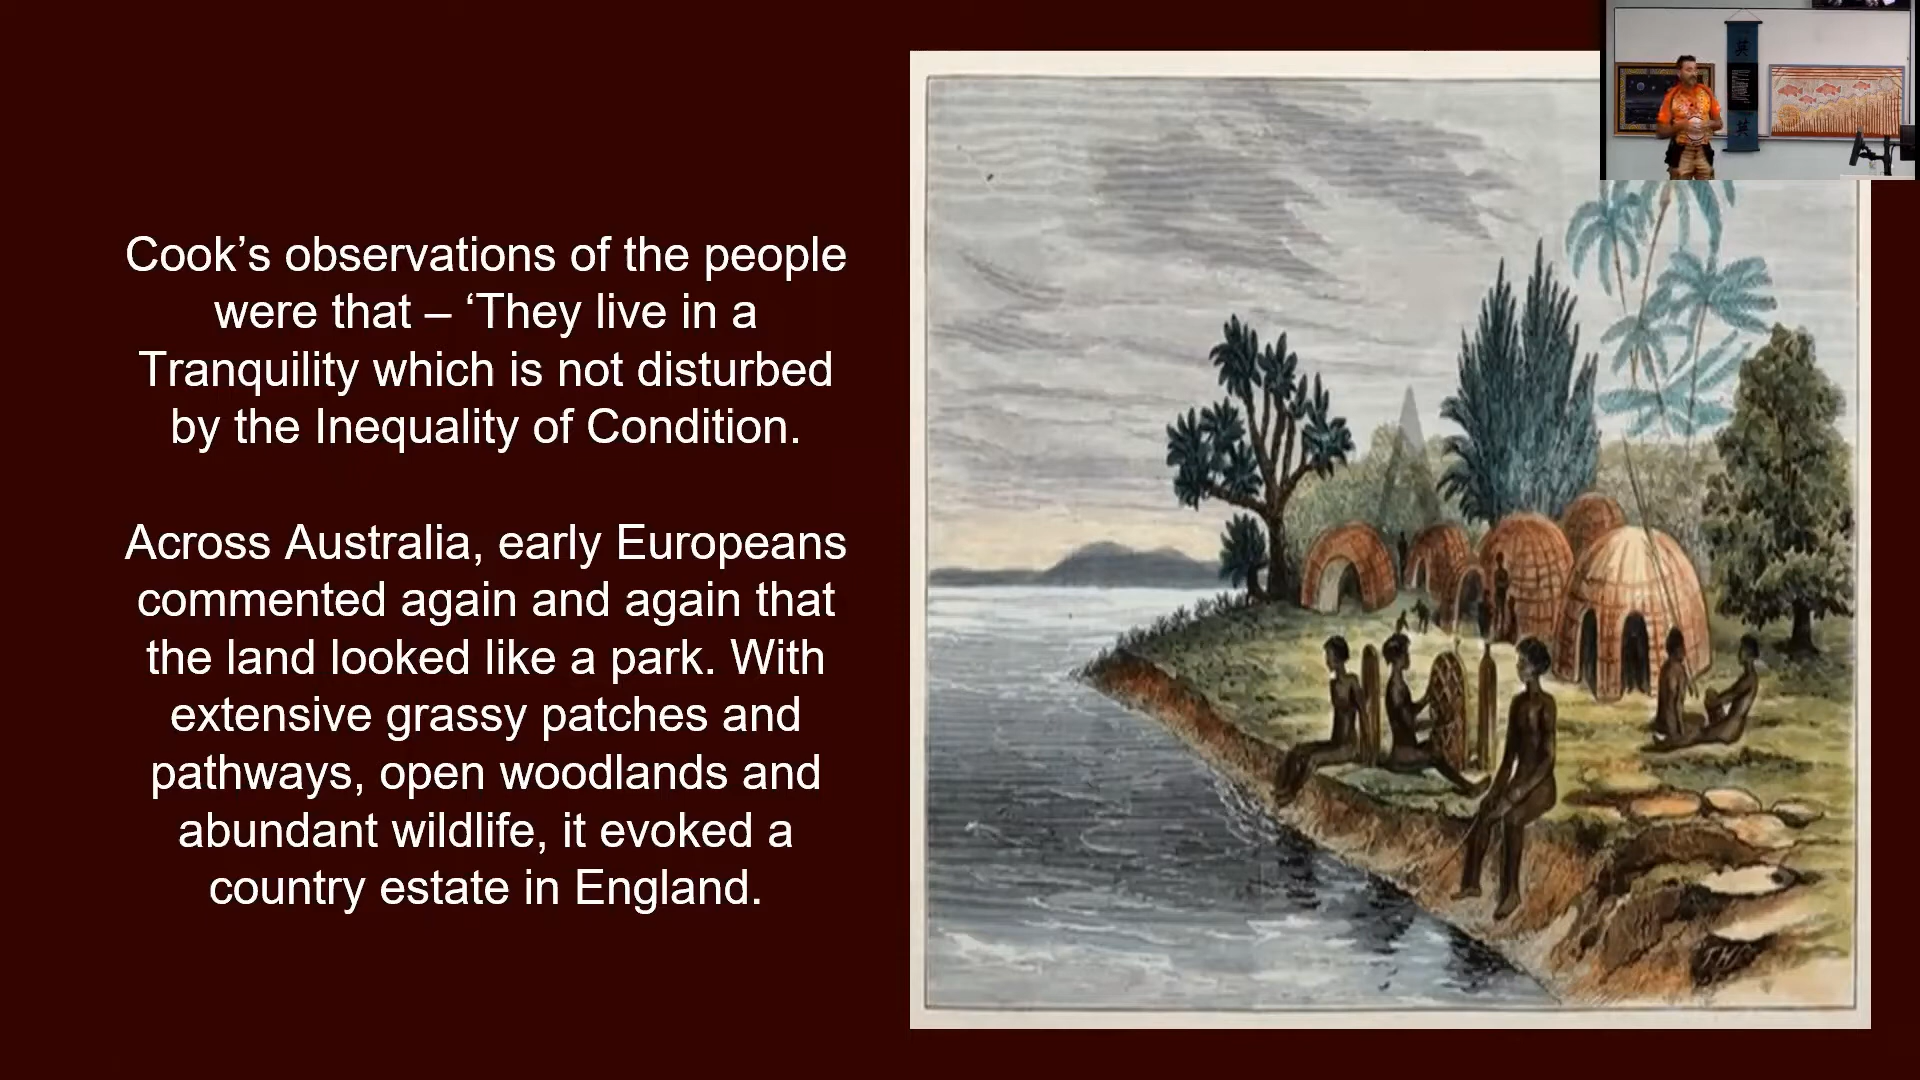 Cook’s observations of the people
were that – ‘They live in a
Tranquility which is not disturbed
by the Inequality of Condition.
Across Australia, early Europeans
commented again and again that
the land looked like a park. With
extensive grassy patches and
pathways, open woodlands and
abundant wildlife, it evoked a
country estate in England.
英
英